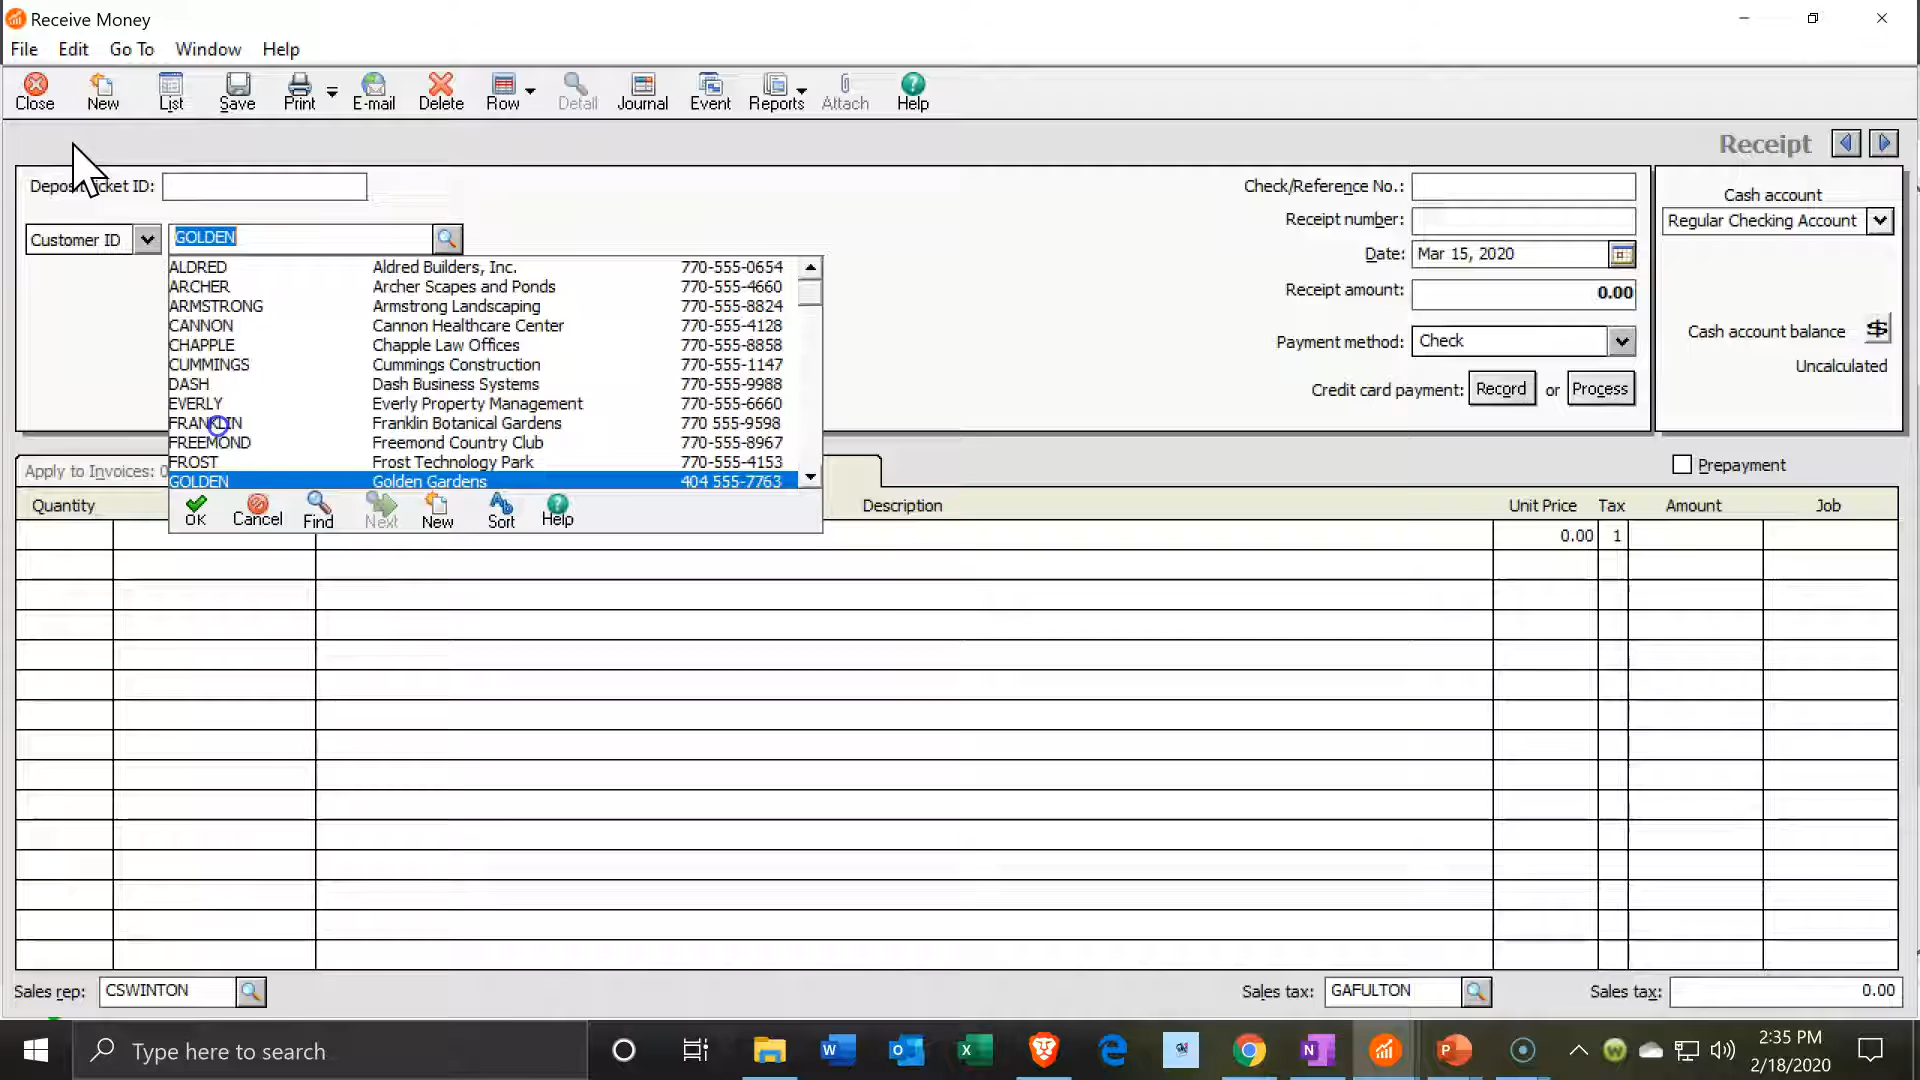 Receive Money
File Edit Go To Window Help
Close New List Save Print E-mail Delete Row Detail Journal Event Reports Attach Help
Receipt
Deposit ticket ID:
Check/Reference No.:
Cash account
Receipt number:
Regular Checking Account
Customer ID GOLDEN
Date: Mar 15, 2020
ALDRED Aldred Builders, Inc. 770-555-0654
ARCHER Archer Scapes and Ponds 770-555-4660
ARMSTRONG Armstrong Landscaping 770-555-8824
CANNON Cannon Healthcare Center 770-555-4128
CHAPPLE Chapple Law Offices 770-555-8858
CUMMINGS Cummings Construction 770-555-1147
DASH Dash Business Systems 770-555-9988
EVERLY Everly Property Management 770-555-6660
FRANKLIN Franklin Botanical Gardens 770 555-9598
FREEMOND Freemond Country Club 770-555-8967
FROST Frost Technology Park 770-555-4153
GOLDEN Golden Gardens 404 555-7763
OK Cancel Find Next New Sort Help
Receipt amount: 0.00
Payment method: Check
Credit card payment: Record or Process
Cash account balance
Uncalculated
Apply to Invoices: 0
Prepayment
Quantity Description Unit Price Tax Amount Job
0.00 1
Sales rep: CSWINTON
Sales tax: GAFULTON
Sales tax: 0.00
Type here to search
2:35 PM
2/18/2020